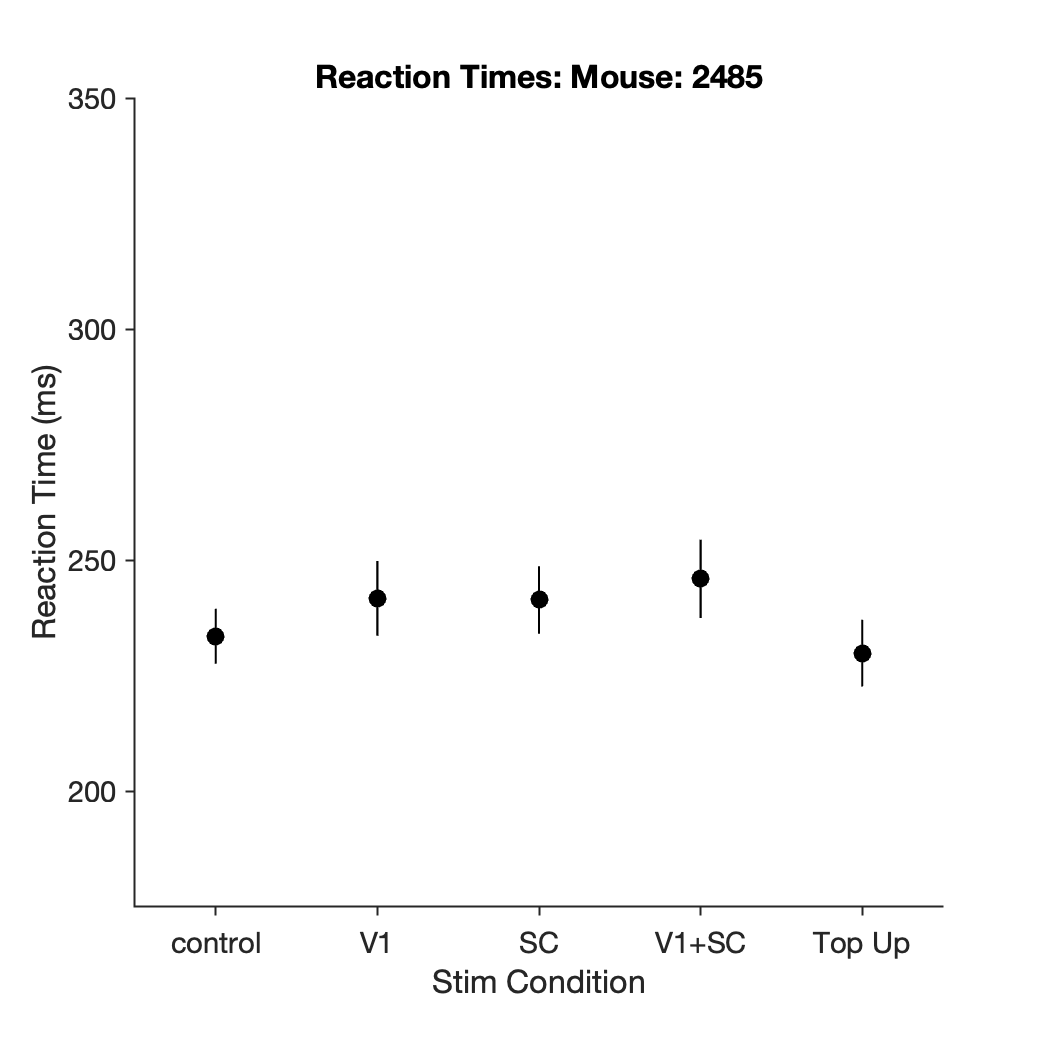 Reaction Times: Mouse: 2485
350
300
250
200
Reaction Time (ms)
control V1 SC V1+SC Top Up
Stim Condition